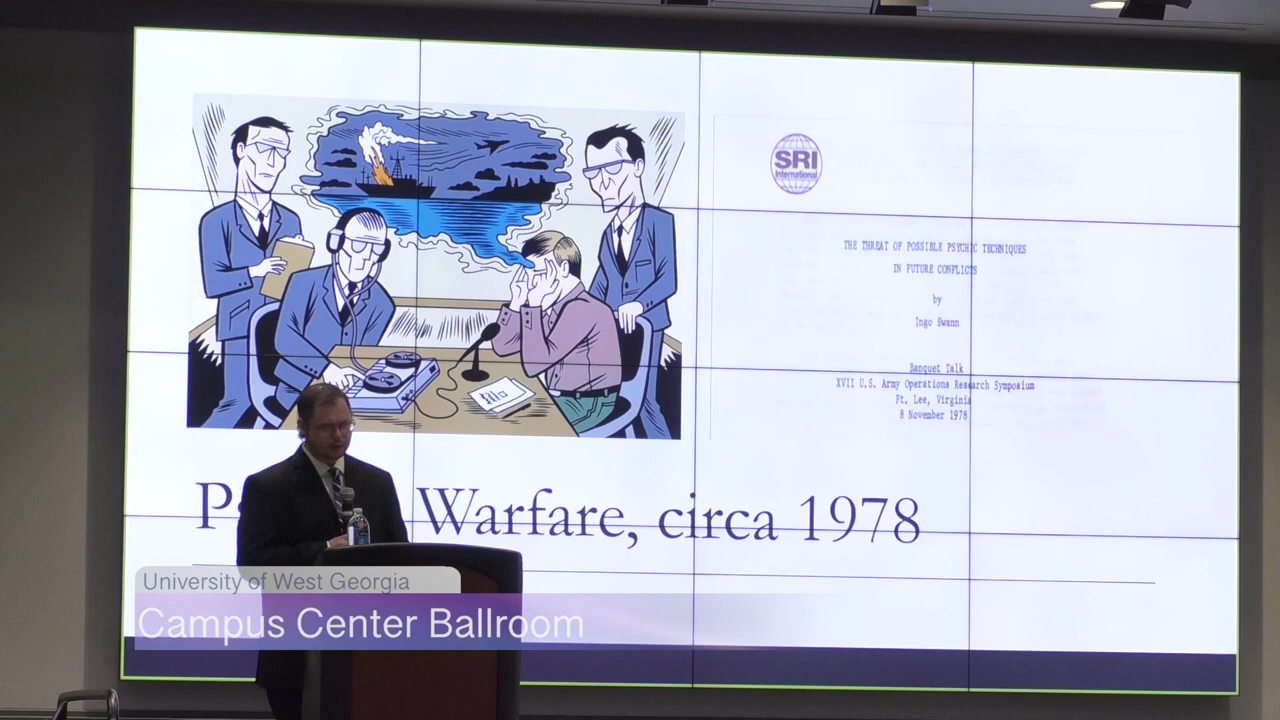 SRI
International
THE THREAT OF POSSIBLE PSYCHIC TECHNIQUES
IN FUTURE CONFLICTS
by
Ingo Swann
Banquet Talk
XVII U.S. Army Operations Research Symposium
Ft. Lee, Virginia
8 November 1978
Warfare, circa 1978
University of West Georgia
Campus Center Ballroom